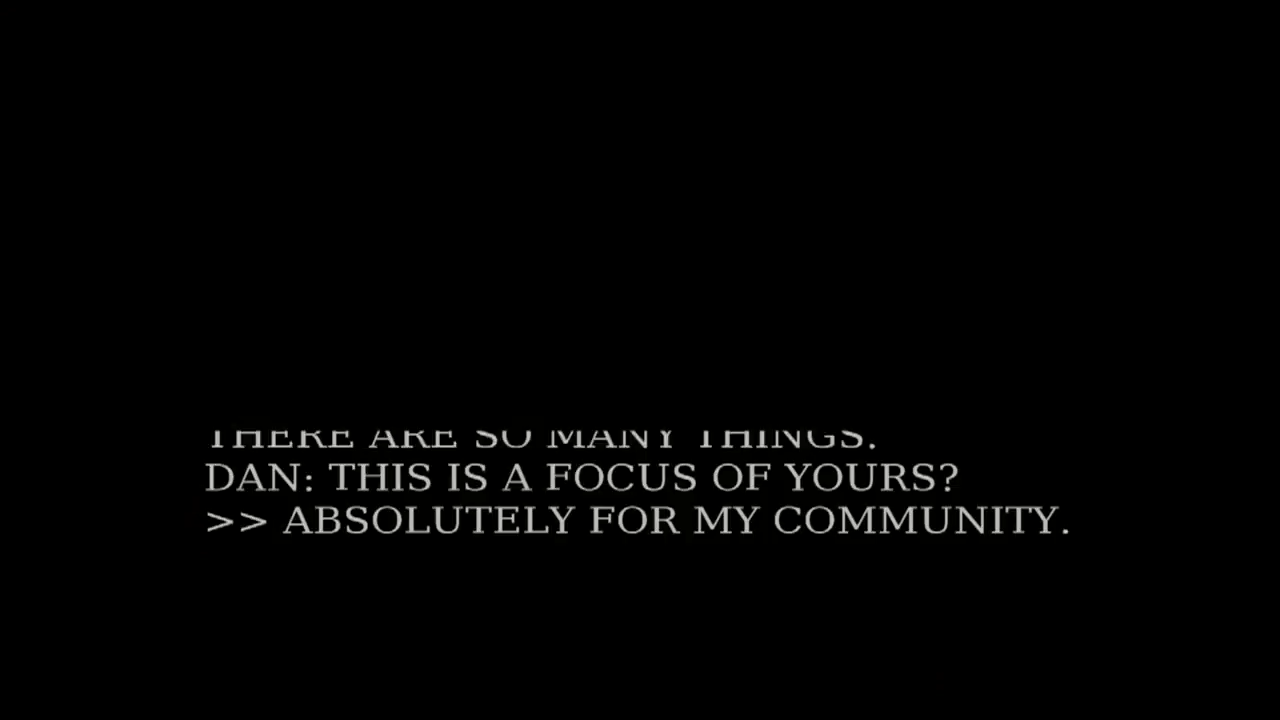 THERE ARE SO MANY THINGS.
DAN: THIS IS A FOCUS OF YOURS?
>> ABSOLUTELY FOR MY COMMUNITY.